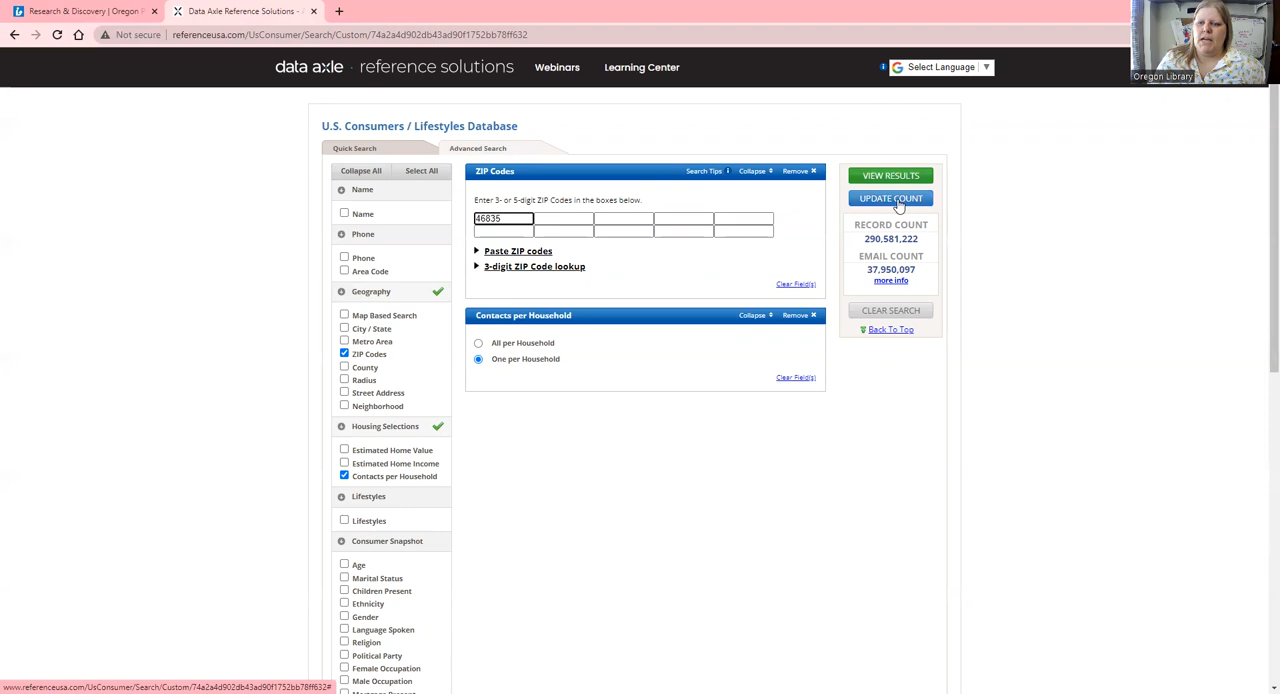 Research & Discovery | Oregon P
Data Axle Reference Solutions -
Not secure
referenceusa.com/UsConsumer/Search/Custom/74a2a4d902db43ad90f1752bb78ff632
Oregon Library
data axle · reference solutions
Webinars
Learning Center
Select Language
U.S. Consumers / Lifestyles Database
Quick Search
Advanced Search
Collapse All
Select All
Name
Name
Phone
Phone
Area Code
Geography
Map Based Search
City / State
Metro Area
ZIP Codes
County
Radius
Street Address
Neighborhood
Housing Selections
Estimated Home Value
Estimated Home Income
Contacts per Household
Lifestyles
Lifestyles
Consumer Snapshot
Age
Marital Status
Children Present
Ethnicity
Gender
Language Spoken
Religion
Political Party
Female Occupation
Male Occupation
ZIP Codes
Search Tips
Collapse
Remove
Enter 3- or 5-digit ZIP Codes in the boxes below.
46835
Paste ZIP codes
3-digit ZIP Code lookup
Clear Field(s)
Contacts per Household
Collapse
Remove
All per Household
One per Household
Clear Field(s)
VIEW RESULTS
UPDATE COUNT
RECORD COUNT
290,581,222
EMAIL COUNT
37,950,097
more info
CLEAR SEARCH
Back To Top
www.referenceusa.com/UsConsumer/Search/Custom/74a2a4d902db43ad90f1752bb78ff632#